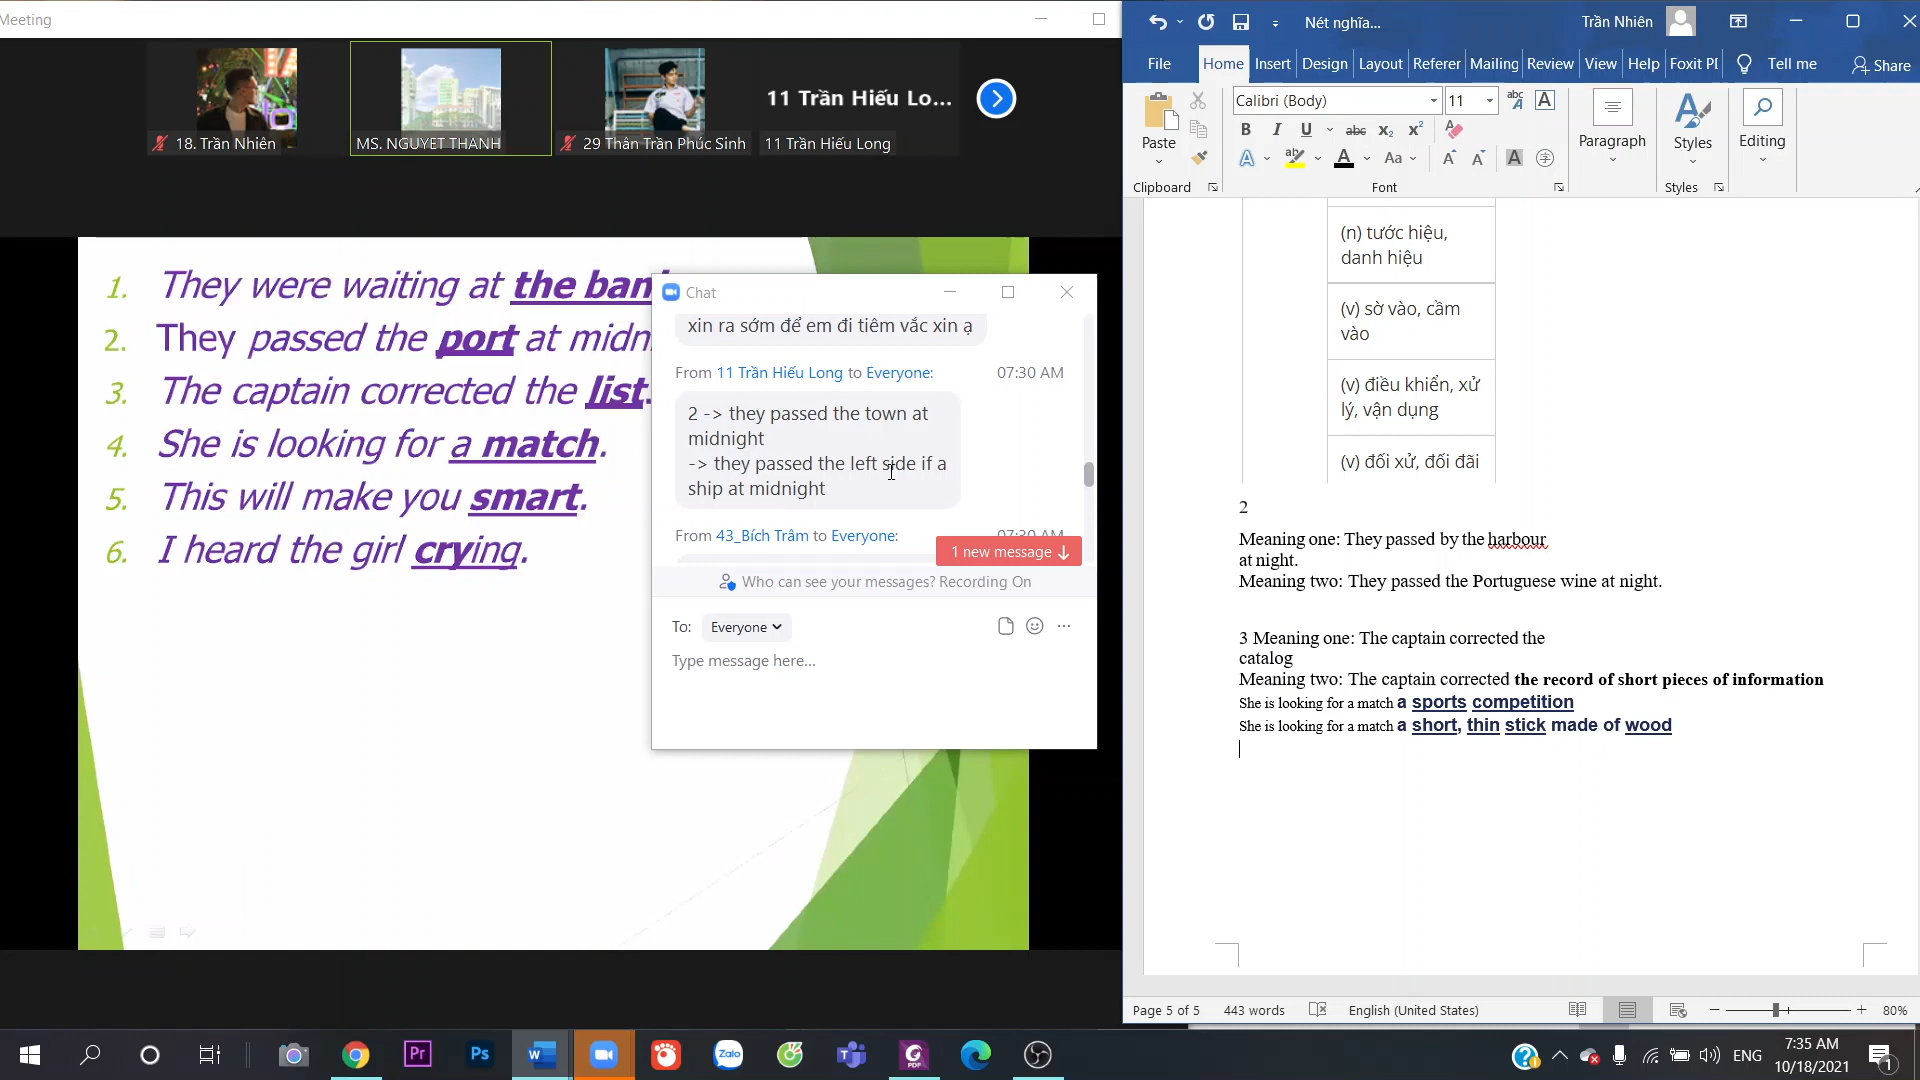 Meeting
18. Trần Nhiên
MS. NGUYET THANH
29 Thân Trần Phúc Sinh
11 Trần Hiếu Lo...
11 Trần Hiếu Long
1. They were waiting at the ban
2. They passed the port at midn
3. The captain corrected the list.
4. She is looking for a match.
5. This will make you smart.
6. I heard the girl crying.
Chat
xin ra sớm để em đi tiêm vắc xin ạ
From 11 Trần Hiếu Long to Everyone: 07:30 AM
2 -> they passed the town at
midnight
-> they passed the left side if a
ship at midnight
From 43_Bích Trâm to Everyone: 07:30 AM
1 new message
Who can see your messages? Recording On
To: Everyone
Type message here...
Nét nghĩa...
Trần Nhiên
File Home Insert Design Layout Referer Mailing Review View Help Foxit PI Tell me Share
Paste
Clipboard
Calibri (Body) 11
Font
Paragraph
Styles
Styles
Editing
(n) tước hiệu,
danh hiệu
(v) sờ vào, cầm
vào
(v) điều khiển, xử
lý, vận dụng
(v) đối xử, đối đãi
2
Meaning one: They passed by the harbour
at night.
Meaning two: They passed the Portuguese wine at night.
3 Meaning one: The captain corrected the
catalog
Meaning two: The captain corrected the record of short pieces of information
She is looking for a match a sports competition
She is looking for a match a short, thin stick made of wood
Page 5 of 5 443 words English (United States) 80%
Pr
Ps
Zalo
PDF
ENG
7:35 AM
10/18/2021
1